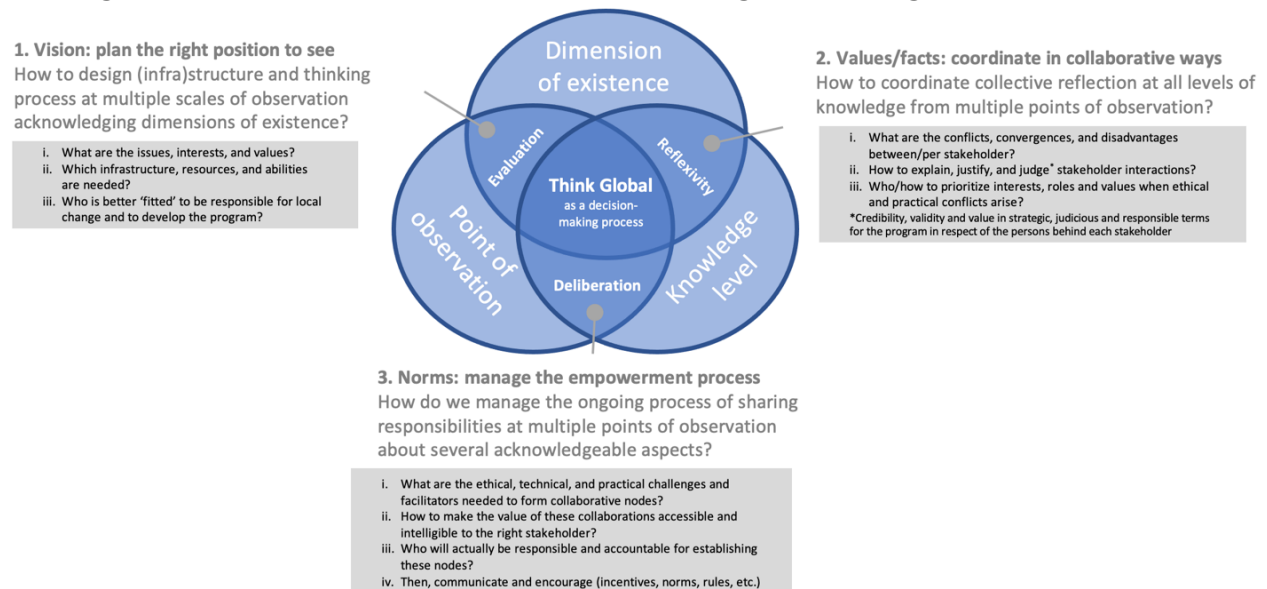 1. Vision: plan the right position to see
How to design (infra)structure and thinking
process at multiple scales of observation
acknowledging dimensions of existence?
i. What are the issues, interests, and values?
ii. Which infrastructure, resources, and abilities
are needed?
iii. Who is better ‘fitted’ to be responsible for local
change and to develop the program?
Dimension
of existence
Evaluation
Reflexivity
Think Global
as a decision-
making process
Point of
observation
Knowledge
level
Deliberation
2. Values/facts: coordinate in collaborative ways
How to coordinate collective reflection at all levels of
knowledge from multiple points of observation?
i. What are the conflicts, convergences, and disadvantages
between/per stakeholder?
ii. How to explain, justify, and judge* stakeholder interactions?
iii. Who/how to prioritize interests, roles and values when ethical
and practical conflicts arise?
*Credibility, validity and value in strategic, judicious and responsible terms
for the program in respect of the persons behind each stakeholder
3. Norms: manage the empowerment process
How do we manage the ongoing process of sharing
responsibilities at multiple points of observation
about several acknowledgeable aspects?
i. What are the ethical, technical, and practical challenges and
facilitators needed to form collaborative nodes?
ii. How to make the value of these collaborations accessible and
intelligible to the right stakeholder?
iii. Who will actually be responsible and accountable for establishing
these nodes?
iv. Then, communicate and encourage (incentives, norms, rules, etc.)